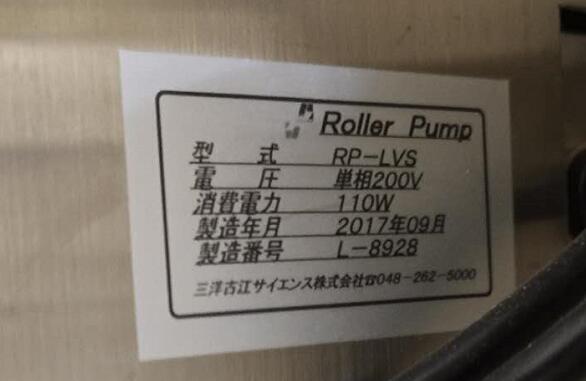 Roller Pump
型 式 RP-LVS
電 圧 単相200V
消費電力 110W
製造年月 2017年09月
製造番号 L-8928
三洋古江サイエンス株式会社☎048-262-5000